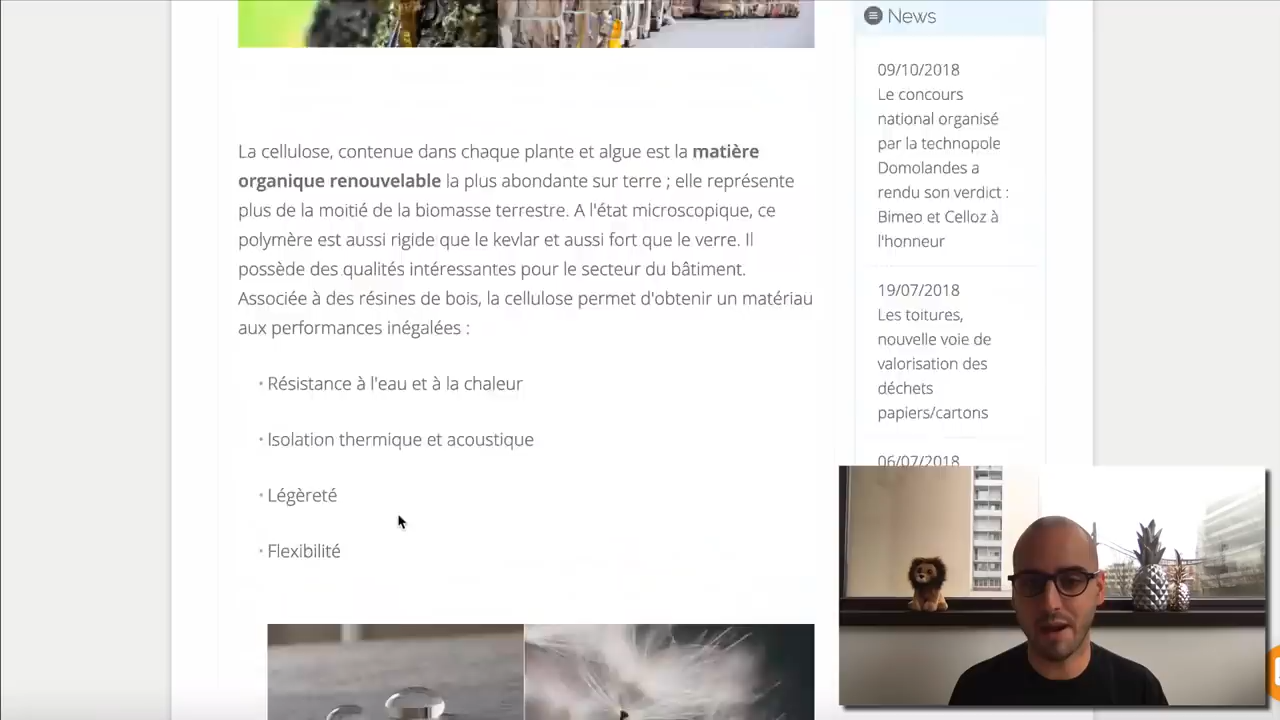 La cellulose, contenue dans chaque plante et algue est la matière
organique renouvelable la plus abondante sur terre ; elle représente
plus de la moitié de la biomasse terrestre. A l'état microscopique, ce
polymère est aussi rigide que le kevlar et aussi fort que le verre. Il
possède des qualités intéressantes pour le secteur du bâtiment.
Associée à des résines de bois, la cellulose permet d'obtenir un matériau
aux performances inégalées :
• Résistance à l'eau et à la chaleur
• Isolation thermique et acoustique
• Légèreté
• Flexibilité
News
09/10/2018
Le concours
national organisé
par la technopole
Domolandes a
rendu son verdict :
Bimeo et Celloz à
l'honneur
19/07/2018
Les toitures,
nouvelle voie de
valorisation des
déchets
papiers/cartons
06/07/2018